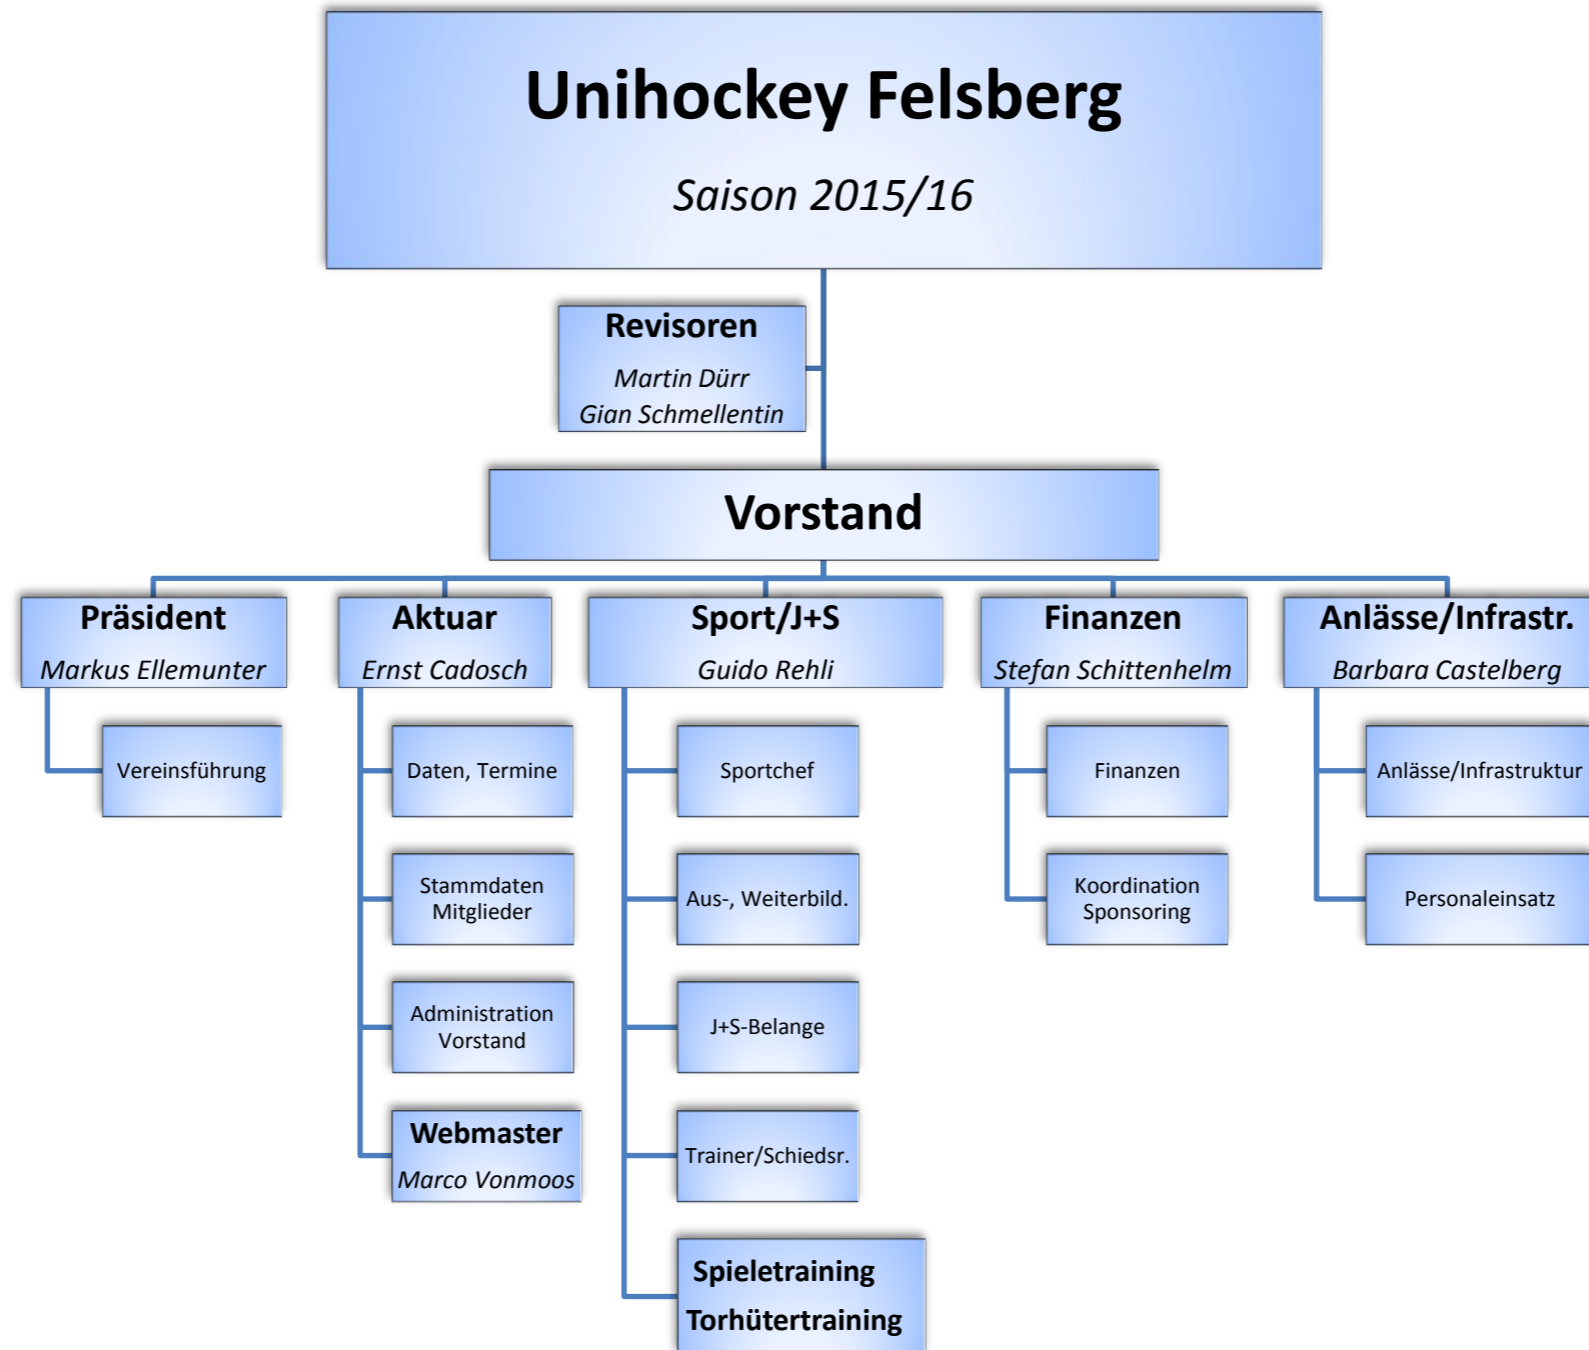 Unihockey Felsberg
Saison 2015/16
Revisoren
Martin Dürr
Gian Schmellentin
Vorstand
Präsident
Markus Ellemunter
Vereinsführung
Aktuar
Ernst Cadosch
Daten, Termine
Stammdaten
Mitglieder
Administration
Vorstand
Webmaster
Marco Vonmoos
Sport/J+S
Guido Rehli
Sportchef
Aus-, Weiterbild.
J+S-Belange
Trainer/Schiedsr.
Spieletraining
Torhütertraining
Finanzen
Stefan Schittenhelm
Finanzen
Koordination
Sponsoring
Anlässe/Infrastr.
Barbara Castelberg
Anlässe/Infrastruktur
Personaleinsatz